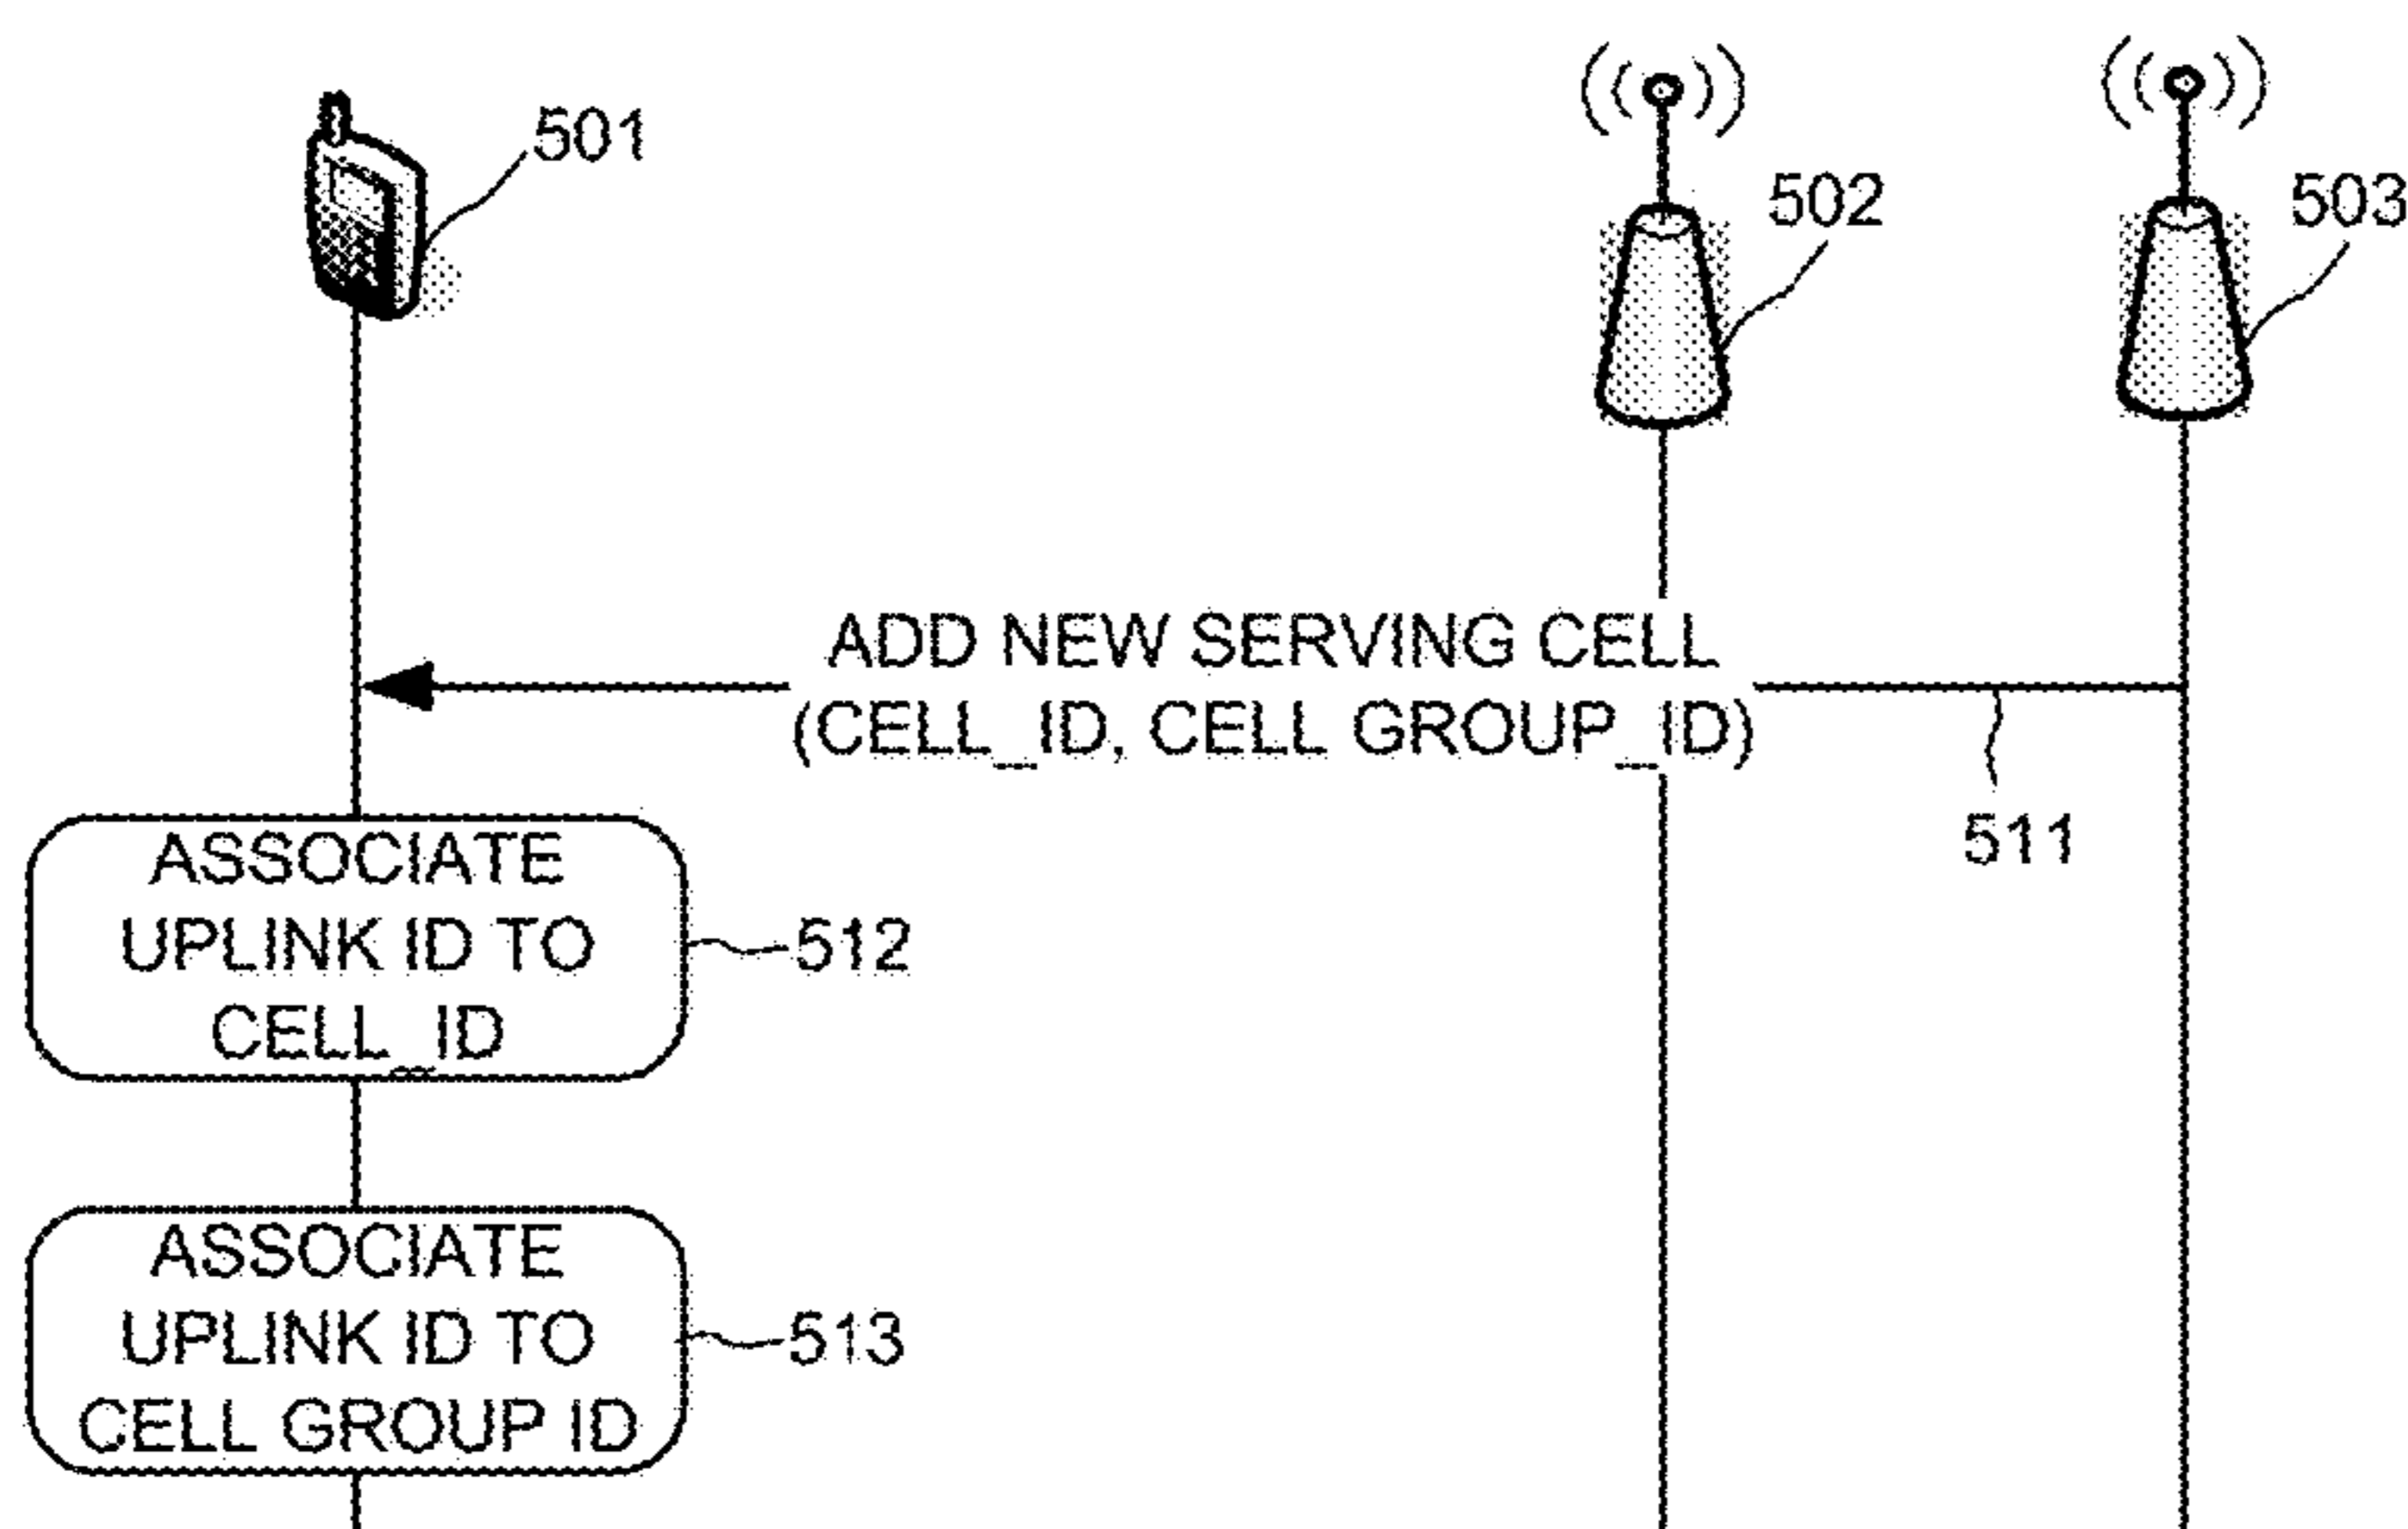 501
502
503
ADD NEW SERVING CELL
(CELL_ID, CELL GROUP_ID)
511
ASSOCIATE
UPLINK ID TO
CELL_ID
512
ASSOCIATE
UPLINK ID TO
CELL GROUP ID
513